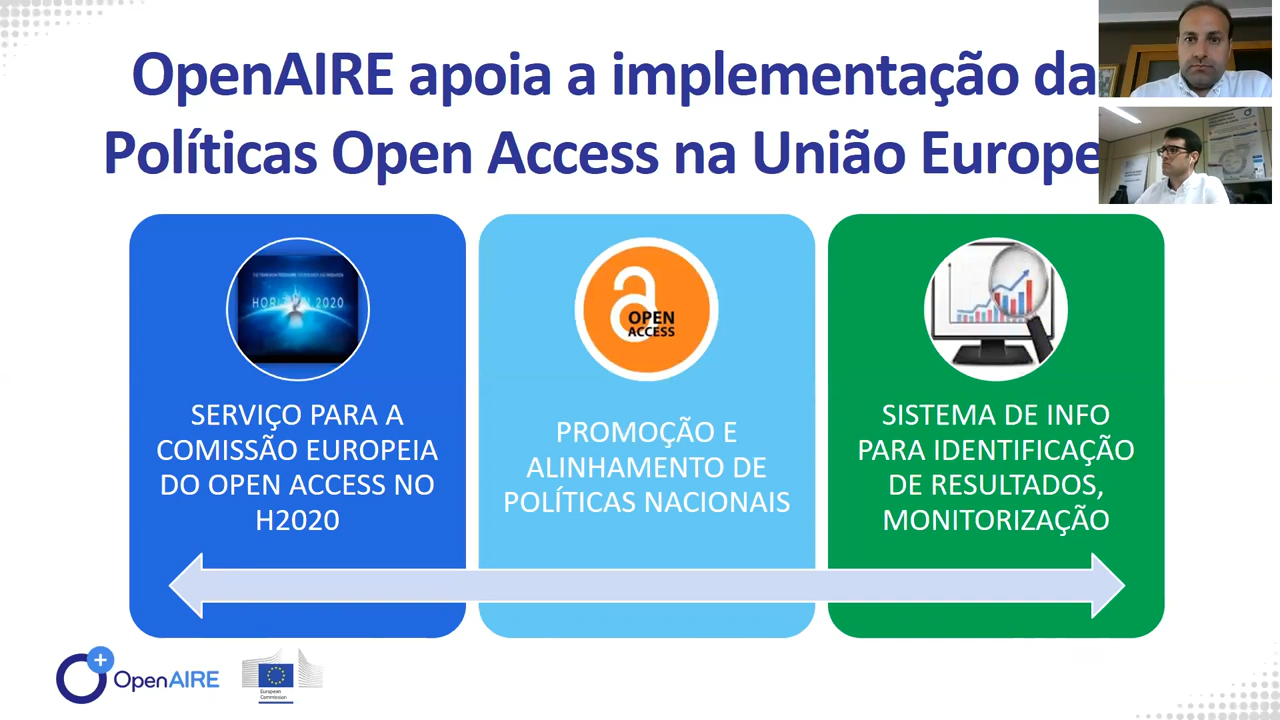 OpenAIRE apoia a implementação da
Políticas Open Access na União Europe
HORIZON 2020
SERVIÇO PARA A
COMISSÃO EUROPEIA
DO OPEN ACCESS NO
H2020
OPEN
ACCESS
PROMOÇÃO E
ALINHAMENTO DE
POLÍTICAS NACIONAIS
SISTEMA DE INFO
PARA IDENTIFICAÇÃO
DE RESULTADOS,
MONITORIZAÇÃO
OpenAIRE
European
Commission